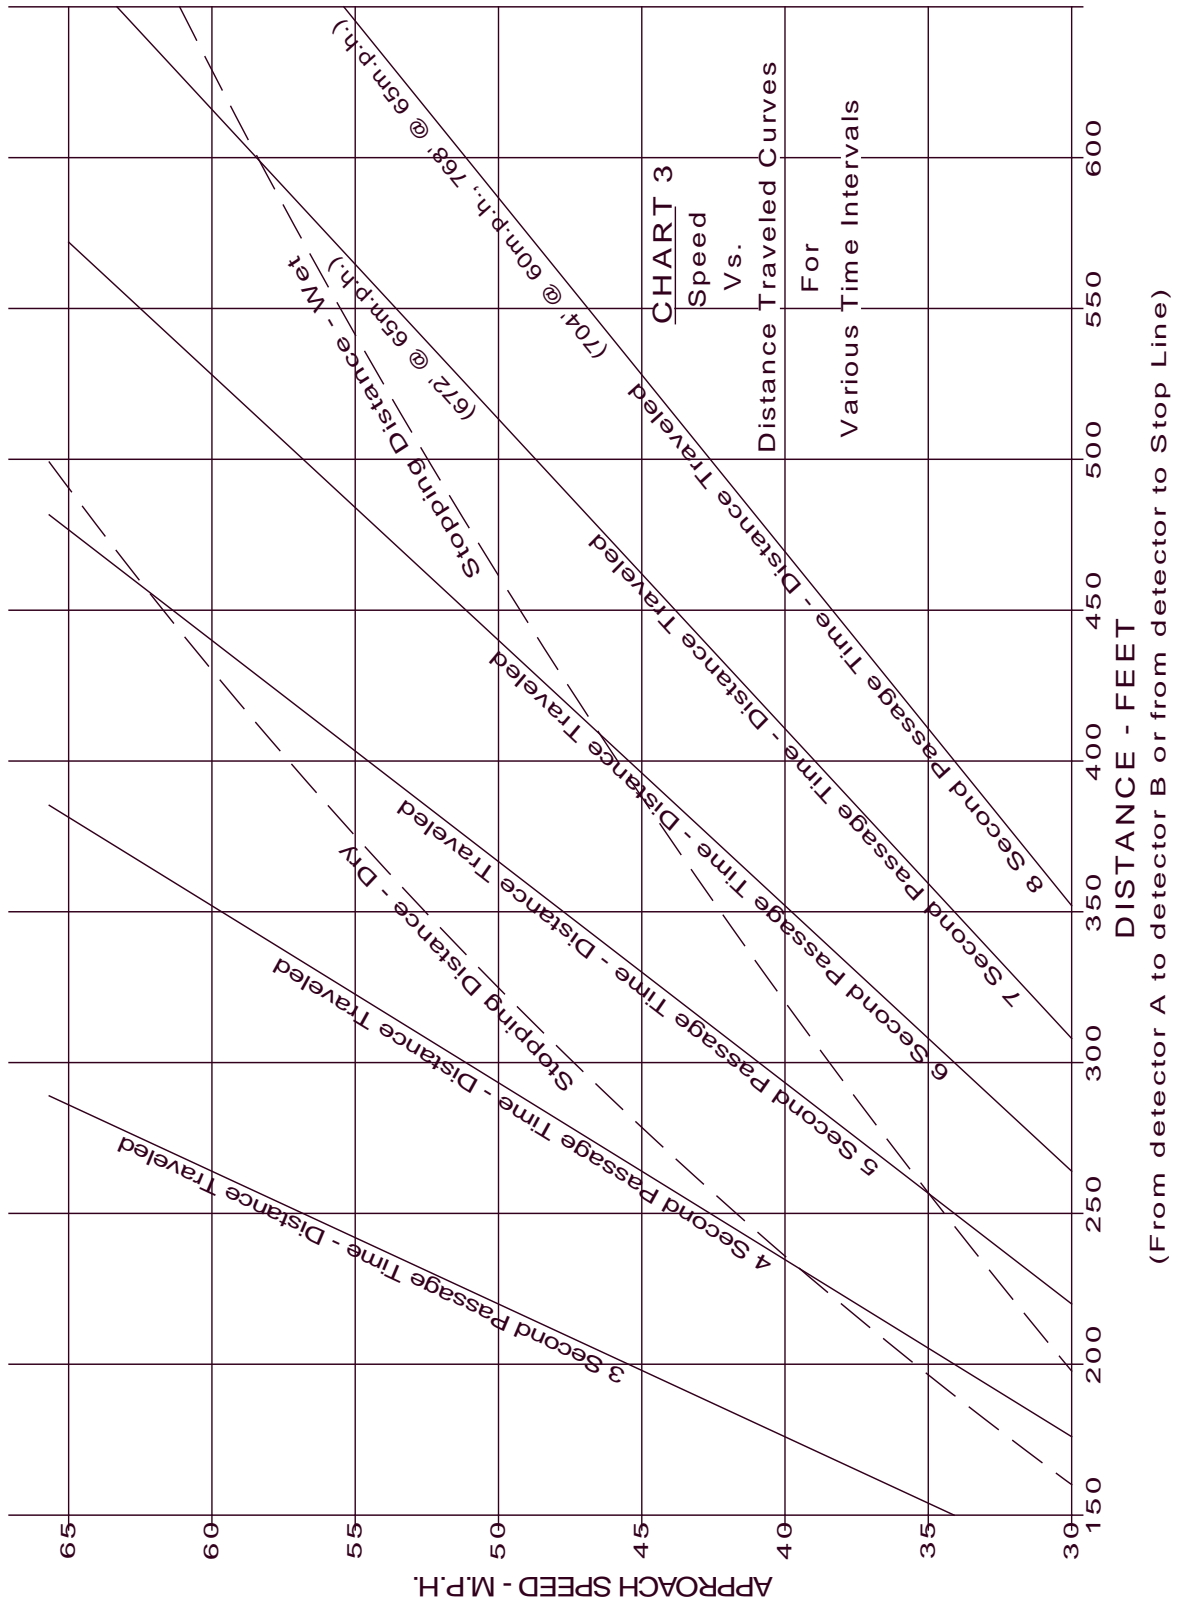 CHART 3
Speed
Vs.
Distance Traveled Curves
For
Various Time Intervals
APPROACH SPEED - M.P.H.
65
60
55
50
45
40
35
30
3 Second Passage Time - Distance Traveled
4 Second Passage Time - Distance Traveled
Stopping Distance - Dry
5 Second Passage Time - Distance Traveled
6 Second Passage Time - Distance Traveled
Stopping Distance - Wet
7 Second Passage Time - Distance Traveled
(672' @ 65m.p.h.)
8 Second Passage Time - Distance Traveled
(704' @ 60m.p.h., 768' @ 65m.p.h.)
150
200
250
300
350
400
450
500
550
600
DISTANCE - FEET
(From detector A to detector B or from detector to Stop Line)